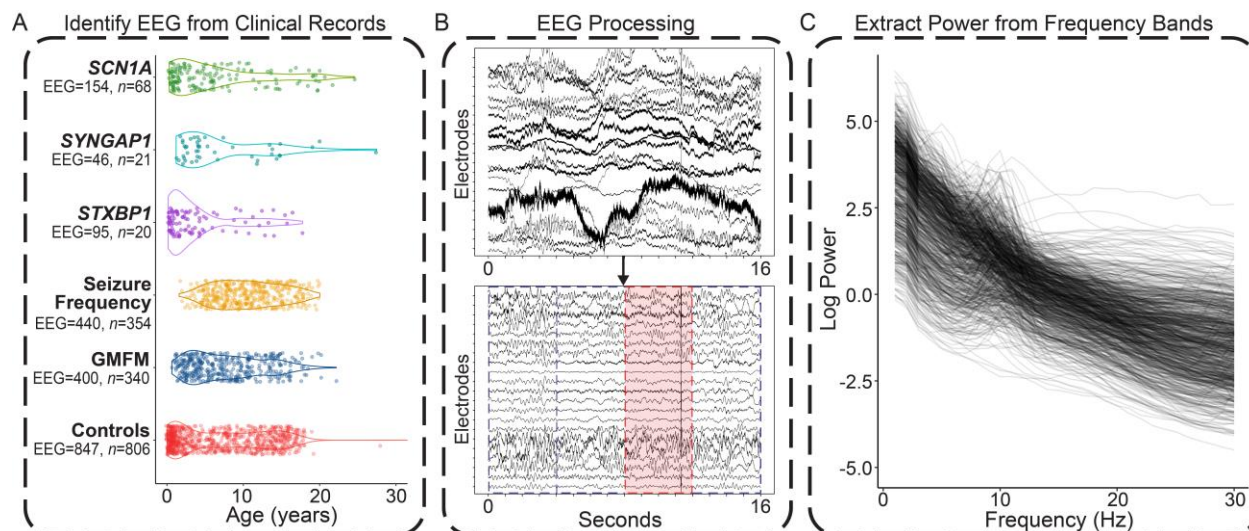 A Identify EEG from Clinical Records
SCN1A
EEG=154, n=68
SYNGAP1
EEG=46, n=21
STXBP1
EEG=95, n=20
Seizure
Frequency
EEG=440, n=354
GMFM
EEG=400, n=340
Controls
EEG=847, n=806
0 10 20 30
Age (years)
B EEG Processing
Electrodes
0 16
Electrodes
0 16
Seconds
C Extract Power from Frequency Bands
Log Power
5.0
2.5
0.0
-2.5
-5.0
0 10 20 30
Frequency (Hz)